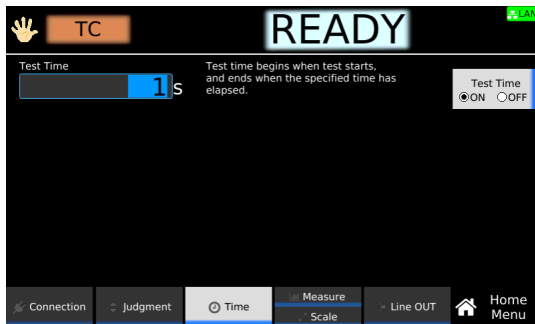 TC
READY
LAN
Test Time
1 s
Test time begins when test starts,
and ends when the specified time has
elapsed.
Test Time
ON OFF
Connection
Judgment
Time
Measure
Scale
Line OUT
Home
Menu